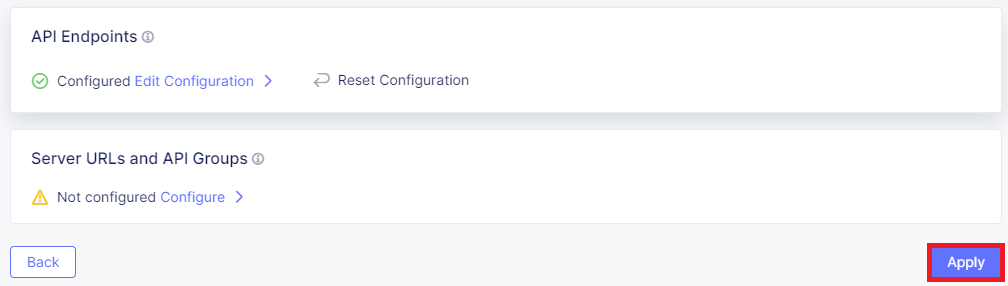 API Endpoints
Configured Edit Configuration Reset Configuration
Server URLs and API Groups
Not configured Configure
Back Apply